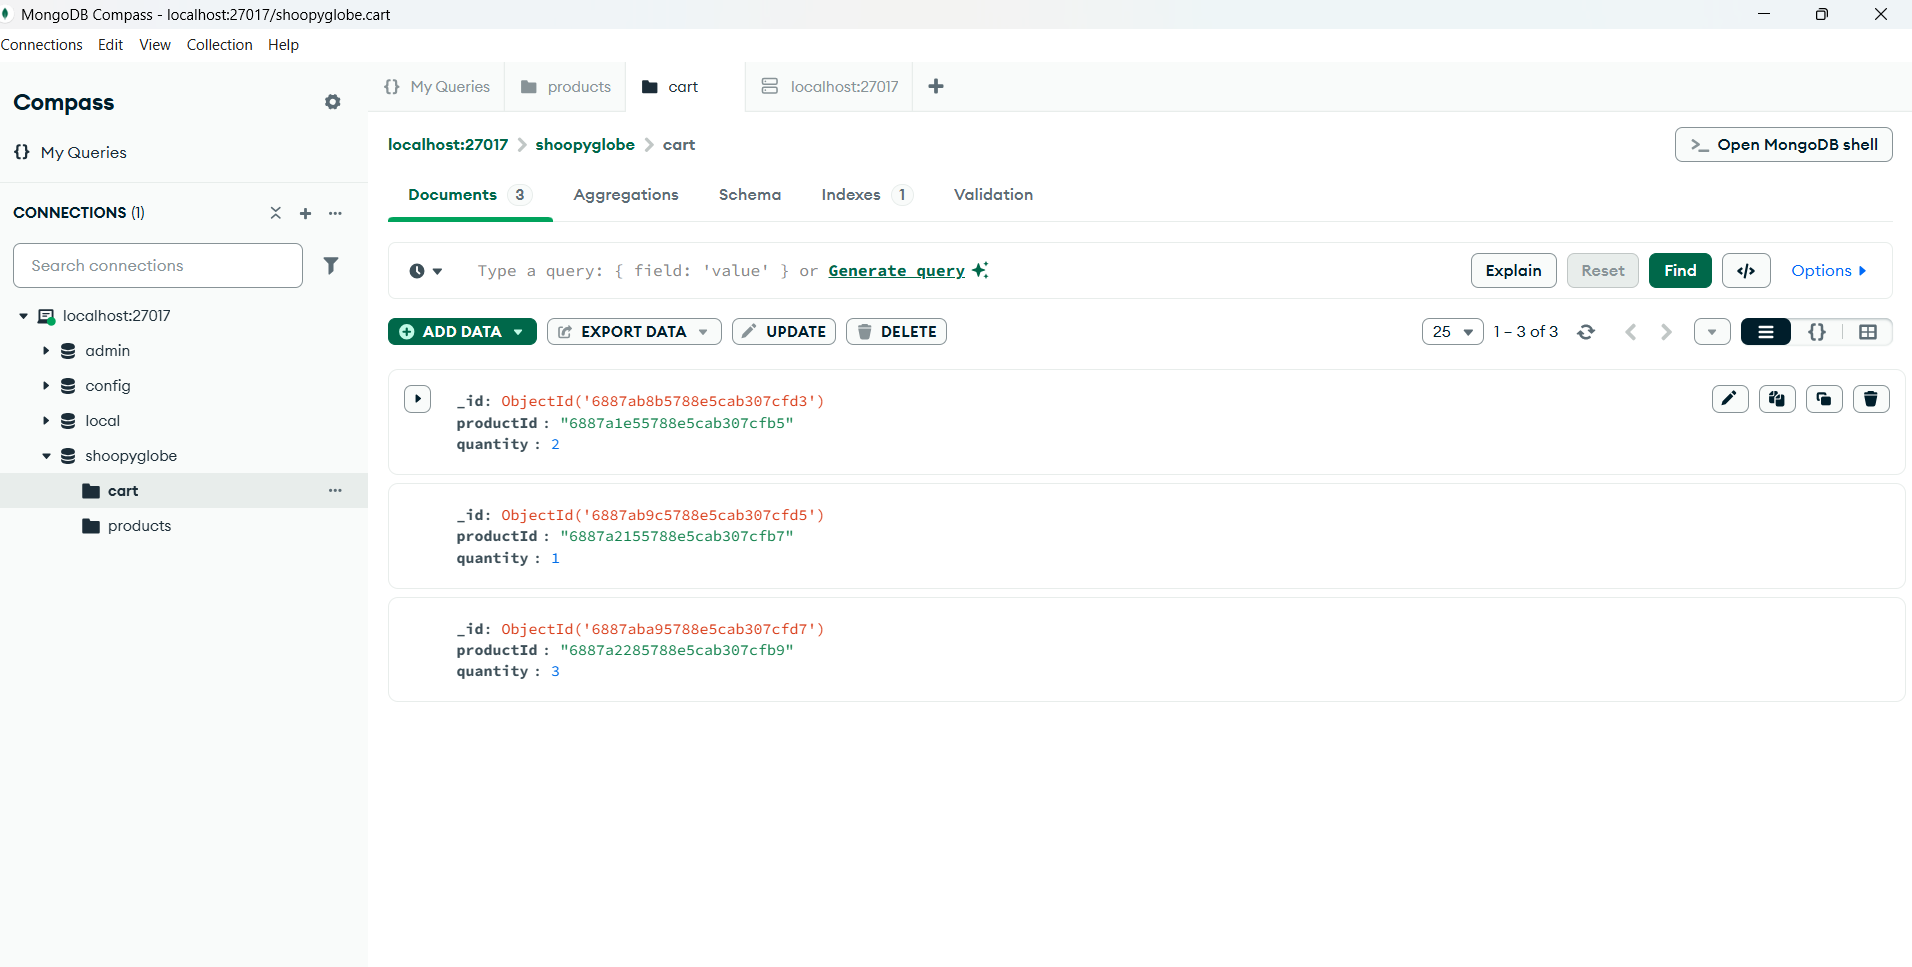 MongoDB Compass - localhost:27017/shoopyglobe.cart
Connections Edit View Collection Help
Compass
{} My Queries
CONNECTIONS (1)
Search connections
localhost:27017
admin
config
local
shoopyglobe
cart
products
{} My Queries products cart localhost:27017
localhost:27017 > shoopyglobe > cart
>_ Open MongoDB shell
Documents 3 Aggregations Schema Indexes 1 Validation
Type a query: { field: 'value' } or Generate query
Explain Reset Find </> Options
ADD DATA EXPORT DATA UPDATE DELETE
25 1 – 3 of 3 {}
_id: ObjectId('6887ab8b5788e5cab307cfd3')
productId : "6887a1e55788e5cab307cfb5"
quantity : 2
_id: ObjectId('6887ab9c5788e5cab307cfd5')
productId : "6887a2155788e5cab307cfb7"
quantity : 1
_id: ObjectId('6887aba95788e5cab307cfd7')
productId : "6887a2285788e5cab307cfb9"
quantity : 3